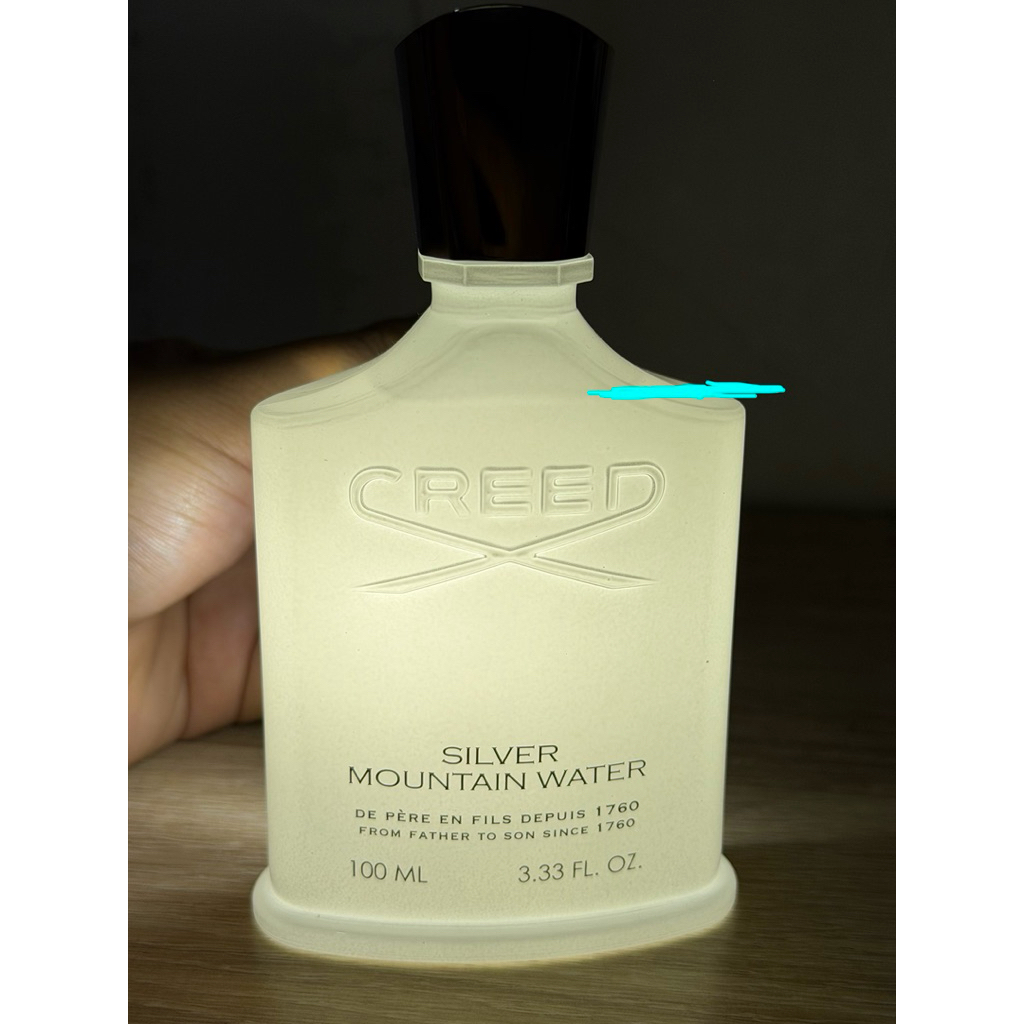 CREED
SILVER
MOUNTAIN WATER
DE PÈRE EN FILS DEPUIS 1760
FROM FATHER TO SON SINCE 1760
100 ML 3.33 FL. OZ.